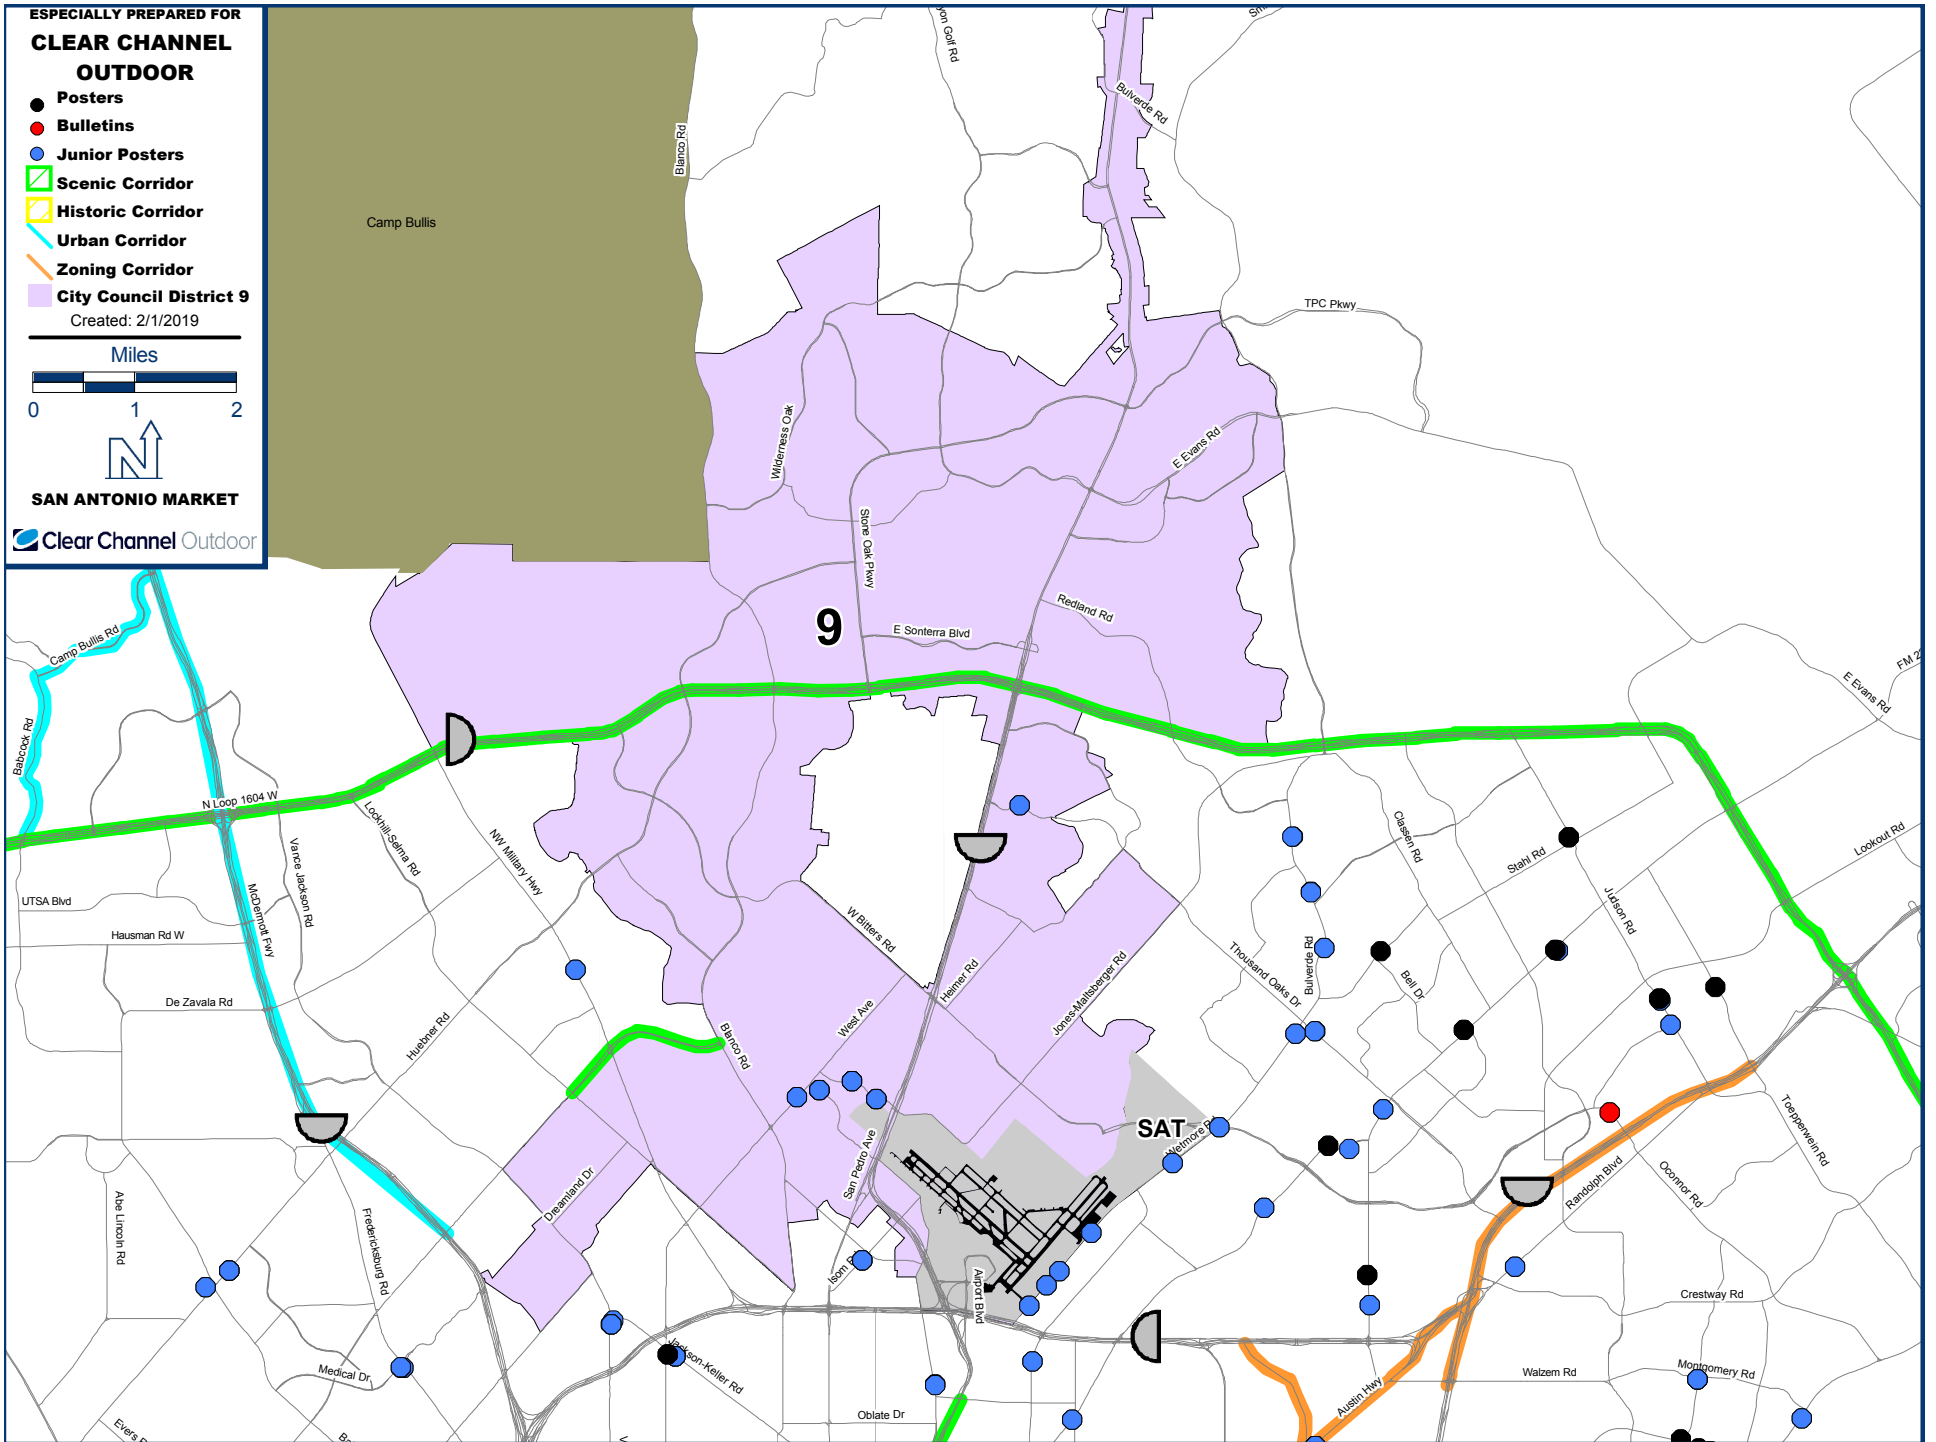 ESPECIALLY PREPARED FOR
CLEAR CHANNEL
OUTDOOR
Posters
Bulletins
Junior Posters
Scenic Corridor
Historic Corridor
Urban Corridor
Zoning Corridor
City Council District 9
Created: 2/1/2019
Miles
0 1 2
N
SAN ANTONIO MARKET
Clear Channel Outdoor
Camp Bullis
Blanco Rd
Golf Rd
Bulverde Rd
TPC Pkwy
Wilderness Oak
E Evans Rd
Stone Oak Pkwy
Redland Rd
9
E Sonterra Blvd
Camp Bullis Rd
Babcock Rd
N Loop 1604 W
Lockhill-Selma Rd
NW Military Hwy
Vance Jackson Rd
McDermott Fwy
UTSA Blvd
Hausman Rd W
De Zavala Rd
Huebner Rd
W Bitters Rd
Heimer Rd
West Ave
Jones-Maltsberger Rd
Blanco Rd
Thousand Oaks Dr
Bulverde Rd
Classen Rd
Bell Dr
Stahl Rd
Judson Rd
E Evans Rd
Lookout Rd
Toepperwein Rd
Oconnor Rd
Randolph Blvd
SAT
San Pedro Ave
Dreamland Dr
Isom
Airport Blvd
Abe Lincoln Rd
Fredericksburg Rd
Medical Dr
Jackson-Keller Rd
Oblate Dr
Austin Hwy
Walzem Rd
Crestway Rd
Montgomery Rd
Evers